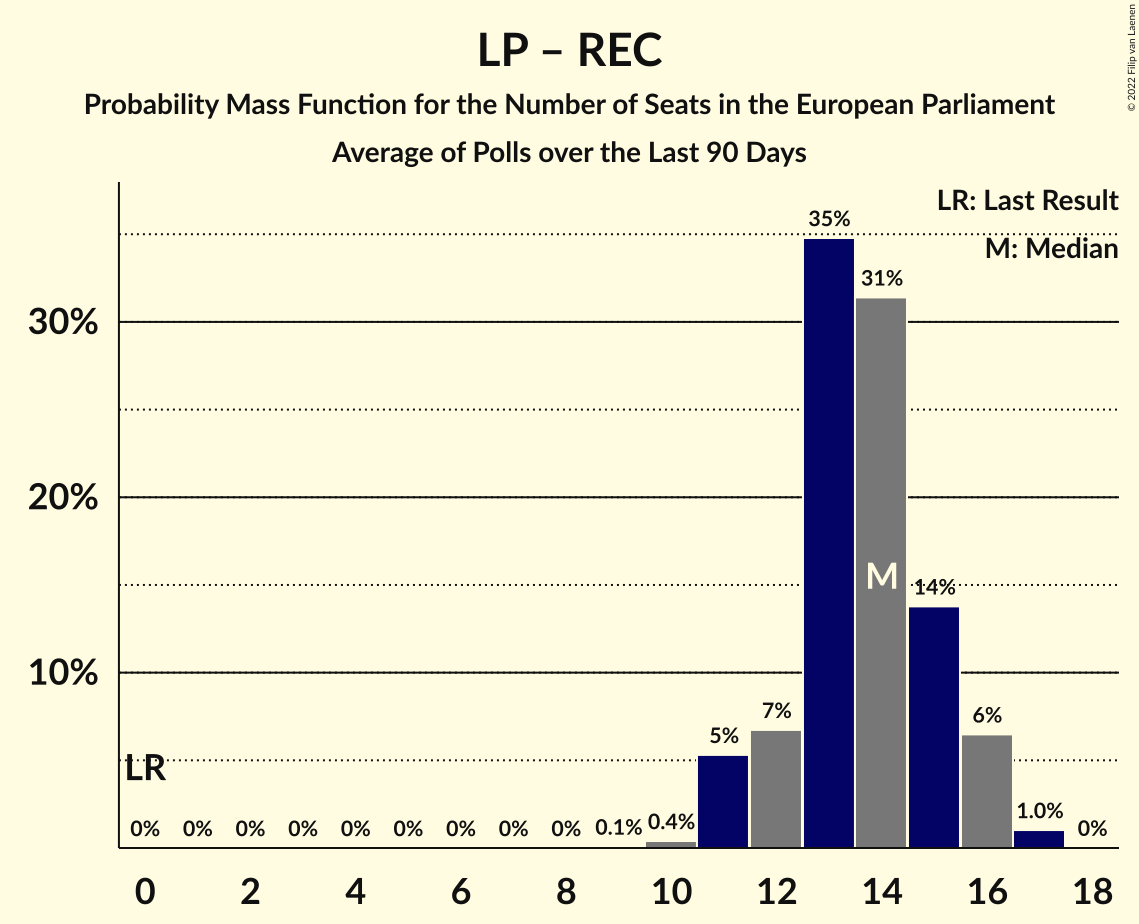 LP – REC
Probability Mass Function for the Number of Seats in the European Parliament
Average of Polls over the Last 90 Days
© 2022 Filip van Laenen
LR: Last Result
M: Median
35%
31%
30%
20%
M
14%
10%
7%
6%
5%
LR
0% 0% 0% 0% 0% 0% 0% 0% 0% 0.1% 0.4% 1.0% 0%
0 2 4 6 8 10 12 14 16 18